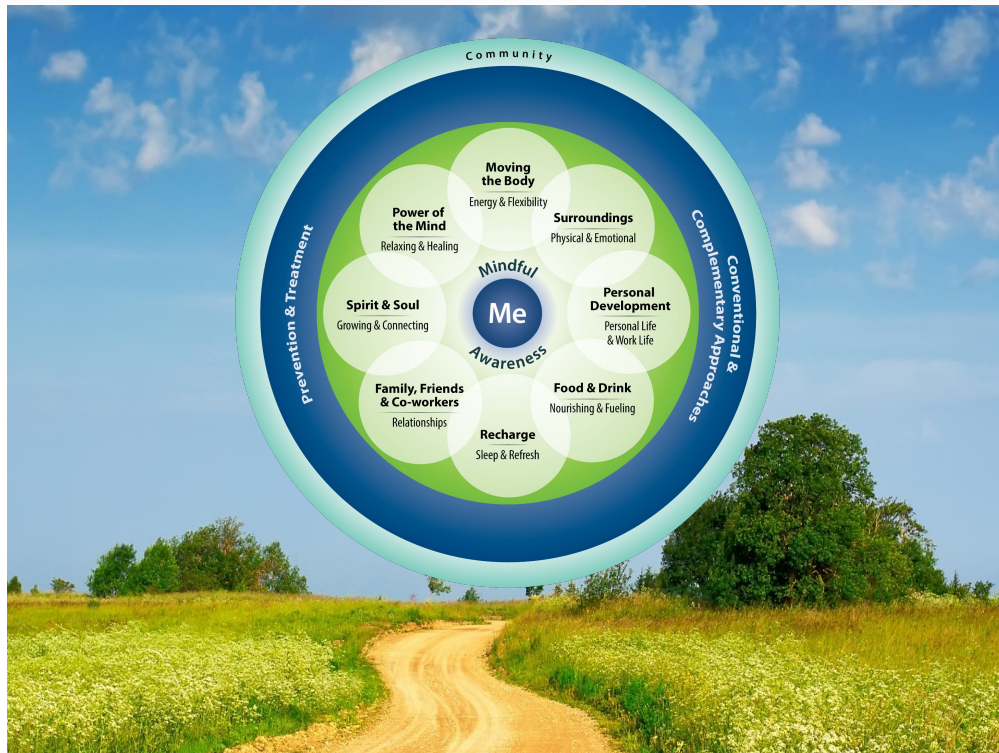 Community
Prevention & Treatment
Conventional &
Complementary Approaches
Moving
the Body
Energy & Flexibility
Surroundings
Physical & Emotional
Personal
Development
Personal Life
& Work Life
Food & Drink
Nourishing & Fueling
Recharge
Sleep & Refresh
Family, Friends
& Co-workers
Relationships
Spirit & Soul
Growing & Connecting
Power of
the Mind
Relaxing & Healing
Mindful
Me
Awareness